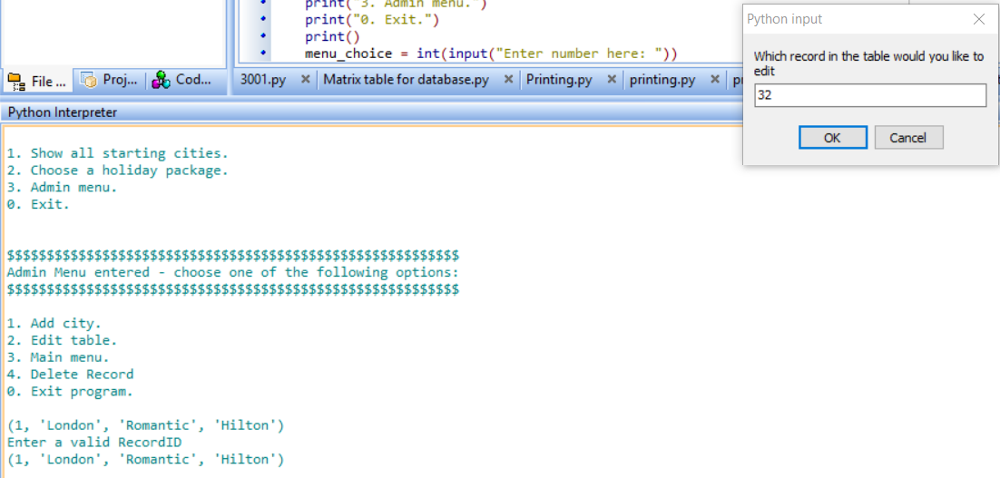 print("3. Admin menu.")
print("0. Exit.")
print()
menu_choice = int(input("Enter number here: "))
File ... Proj... Cod...
3001.py Matrix table for database.py Printing.py printing.py
Python Interpreter
1. Show all starting cities.
2. Choose a holiday package.
3. Admin menu.
0. Exit.
$$$$$$$$$$$$$$$$$$$$$$$$$$$$$$$$$$$$$$$$$$$$$$$$$$$$$$$$$
Admin Menu entered - choose one of the following options:
$$$$$$$$$$$$$$$$$$$$$$$$$$$$$$$$$$$$$$$$$$$$$$$$$$$$$$$$$
1. Add city.
2. Edit table.
3. Main menu.
4. Delete Record
0. Exit program.
(1, 'London', 'Romantic', 'Hilton')
Enter a valid RecordID
(1, 'London', 'Romantic', 'Hilton')
Python input
Which record in the table would you like to
edit
32
OK Cancel